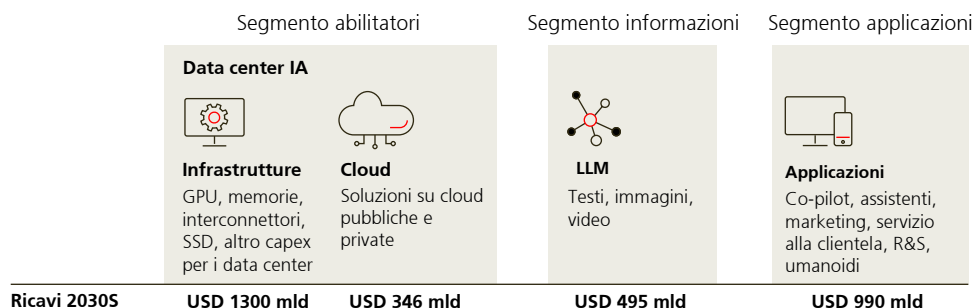 Segmento abilitatori
Segmento informazioni
Segmento applicazioni
Data center IA
Infrastrutture
GPU, memorie,
interconnettori,
SSD, altro capex
per i data center
Cloud
Soluzioni su cloud
pubbliche e
private
LLM
Testi, immagini,
video
Applicazioni
Co-pilot, assistenti,
marketing, servizio
alla clientela, R&S,
umanoidi
Ricavi 2030S
USD 1300 mld
USD 346 mld
USD 495 mld
USD 990 mld